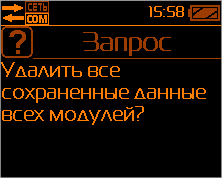 СЕТЬ 15:58
COM
? Запрос
Удалить все
сохраненные данные
всех модулей?